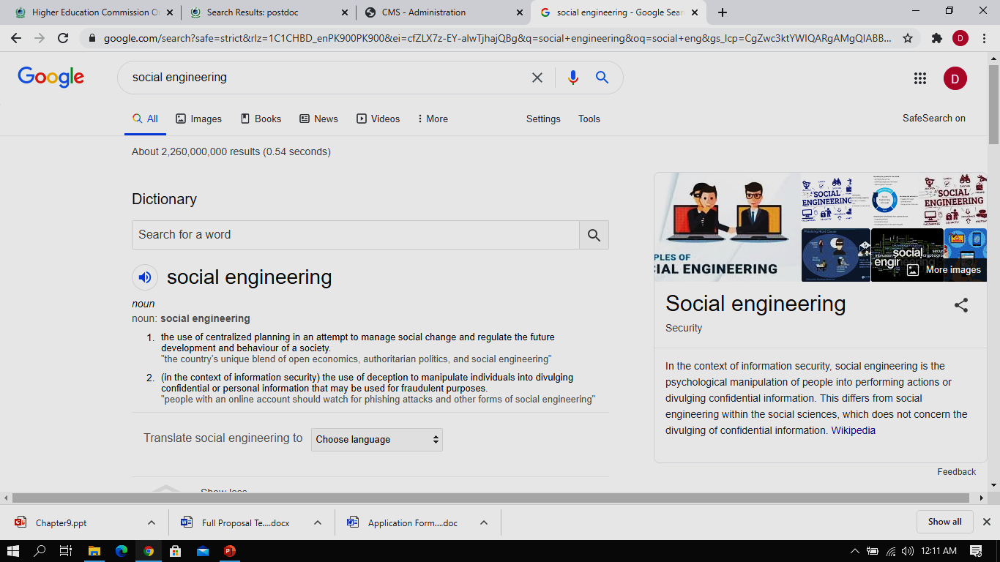 Higher Education Commission O
Search Results: postdoc
CMS - Administration
social engineering - Google Sear
google.com/search?safe=strict&rlz=1C1CHBD_enPK900PK900&ei=cfZLX7z-EY-aIwTjhajQBg&q=social+engineering&oq=social+eng&gs_lcp=CgZwc3ktYWIQARgAMgQIABB...
D
Google
social engineering
D
All
Images
Books
News
Videos
More
Settings
Tools
SafeSearch on
About 2,260,000,000 results (0.54 seconds)
Dictionary
Search for a word
social engineering
noun
noun: social engineering
1. the use of centralized planning in an attempt to manage social change and regulate the future
development and behaviour of a society.
"the country's unique blend of open economics, authoritarian politics, and social engineering"
2. (in the context of information security) the use of deception to manipulate individuals into divulging
confidential or personal information that may be used for fraudulent purposes.
"people with an online account should watch for phishing attacks and other forms of social engineering"
Translate social engineering to
Choose language
Show less
PLES OF
IAL ENGINEERING
SOCIAL
ENGINEERING
SOCIAL
ENGINEERING
social
engineering
More images
Social engineering
Security
In the context of information security, social engineering is the
psychological manipulation of people into performing actions or
divulging confidential information. This differs from social
engineering within the social sciences, which does not concern the
divulging of confidential information. Wikipedia
Feedback
Chapter9.ppt
Full Proposal Te....docx
Application Form....doc
Show all
12:11 AM